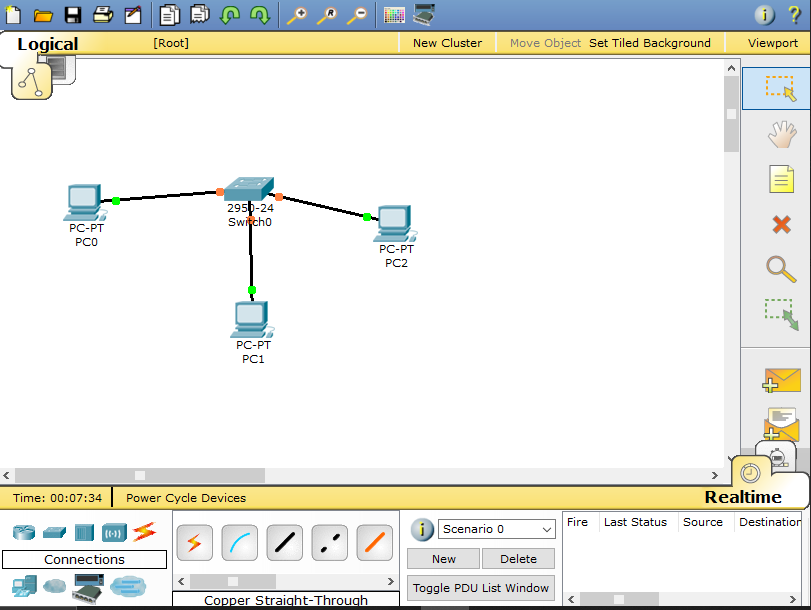 Logical
[Root]
New Cluster
Move Object
Set Tiled Background
Viewport
2950-24
Switch0
PC-PT
PC0
PC-PT
PC2
PC-PT
PC1
Time: 00:07:34
Power Cycle Devices
Realtime
Connections
Copper Straight-Through
Scenario 0
New
Delete
Toggle PDU List Window
Fire
Last Status
Source
Destination